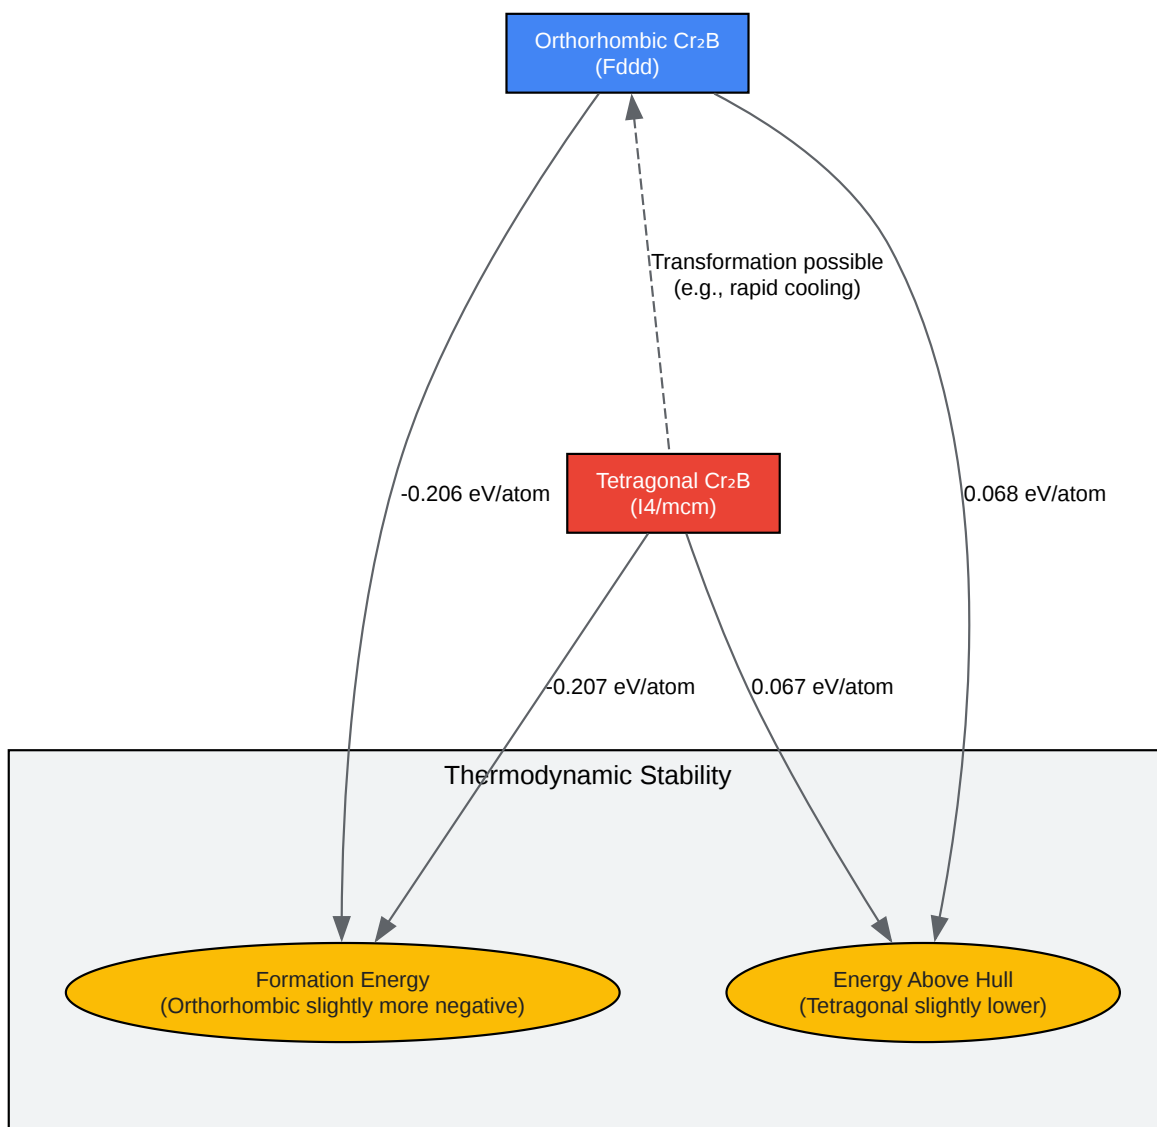 Orthorhombic Cr₂B
(Fddd)
Transformation possible
(e.g., rapid cooling)
Tetragonal Cr₂B
(I4/mcm)
-0.206 eV/atom
0.068 eV/atom
-0.207 eV/atom
0.067 eV/atom
Thermodynamic Stability
Formation Energy
(Orthorhombic slightly more negative)
Energy Above Hull
(Tetragonal slightly lower)